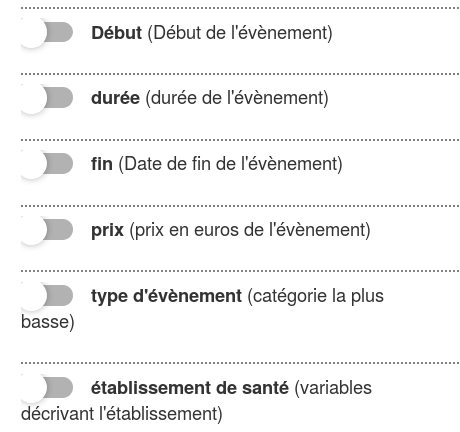 Début (Début de l'évènement)
durée (durée de l'évènement)
fin (Date de fin de l'évènement)
prix (prix en euros de l'évènement)
type d'évènement (catégorie la plus
basse)
établissement de santé (variables
décrivant l'établissement)